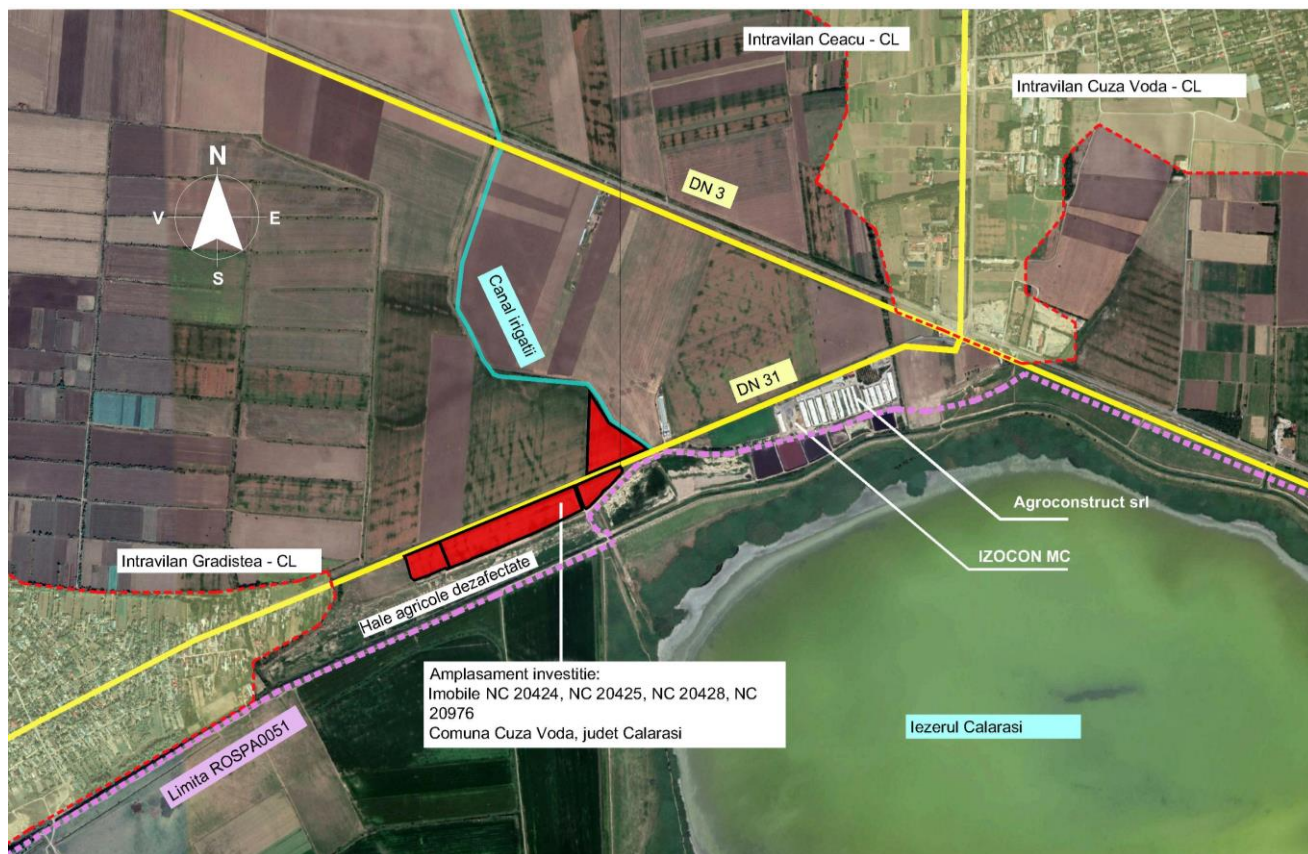 Intravilan Ceacu - CL
Intravilan Cuza Voda - CL
N
V
E
S
DN 3
Canal irigatii
DN 31
Agroconstruct srl
IZOCON MC
Intravilan Gradistea - CL
Hale agricole dezafectate
Amplasament investitie:
Imobile NC 20424, NC 20425, NC 20428, NC
20976
Comuna Cuza Voda, judet Calarasi
Limita ROSPA0051
Iezerul Calarasi